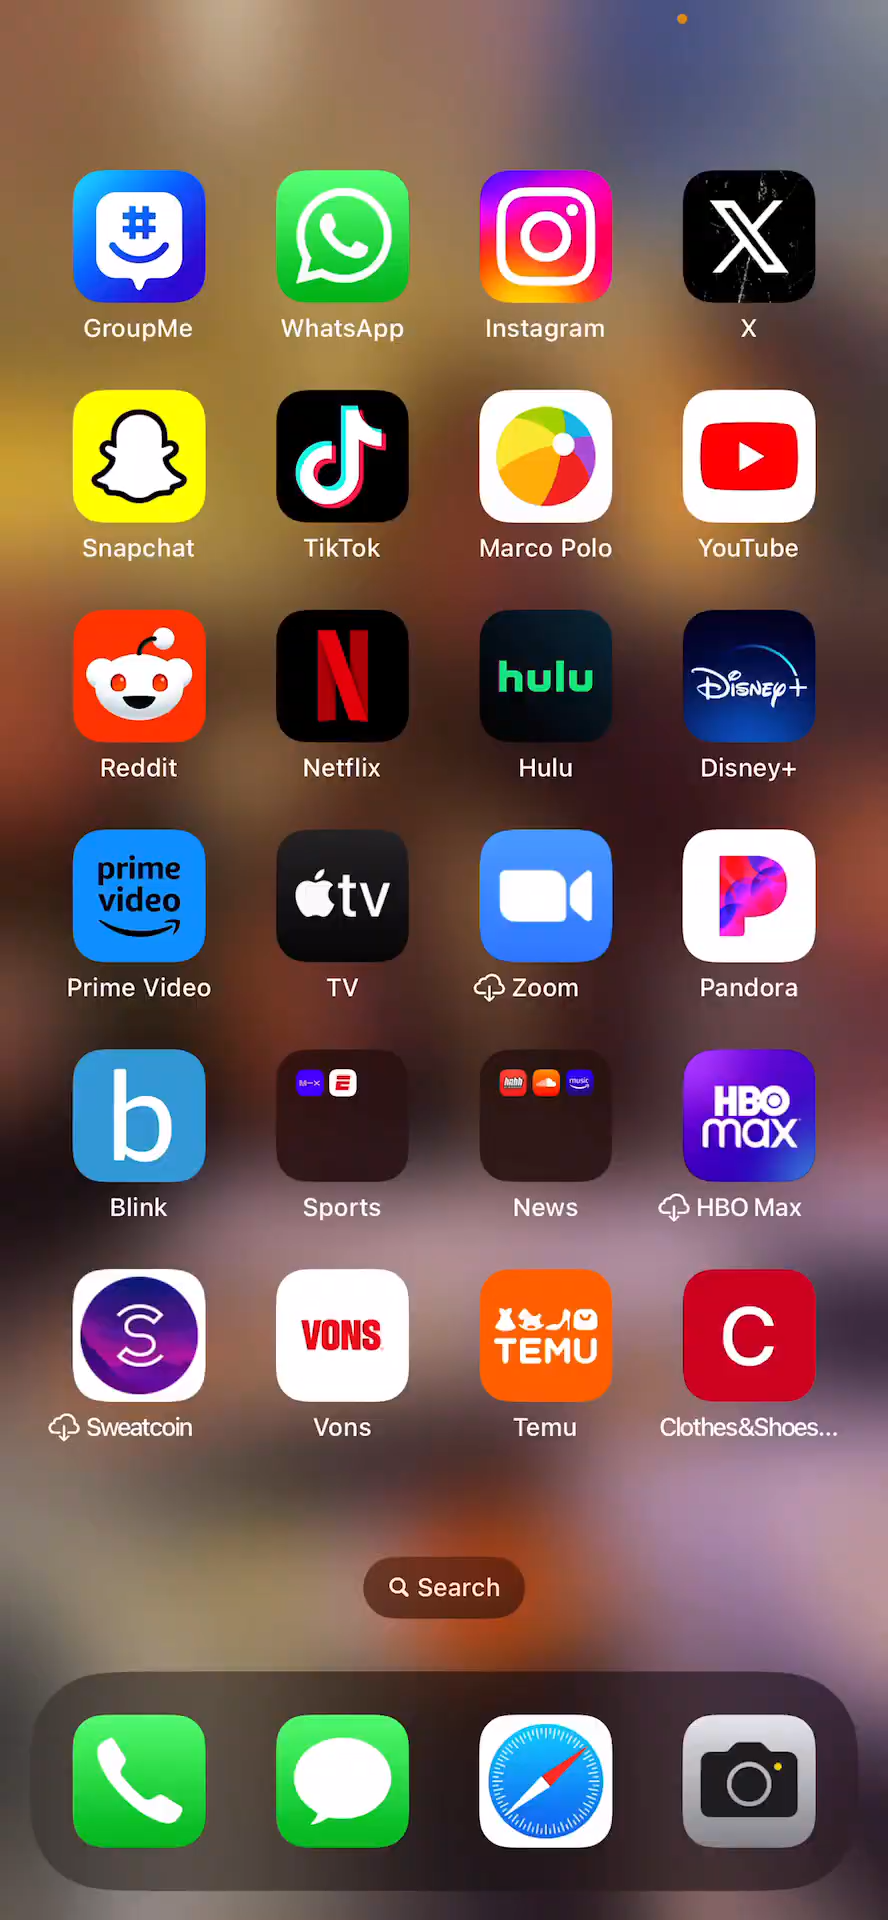 GroupMe WhatsApp Instagram X
Snapchat TikTok Marco Polo YouTube
hulu
Disney+
Reddit Netflix Hulu Disney+
prime
video
tv
Prime Video TV Zoom Pandora
b
HBO
max
music
Blink Sports News HBO Max
S
VONS
TEMU
C
Sweatcoin Vons Temu Clothes&Shoes...
Search